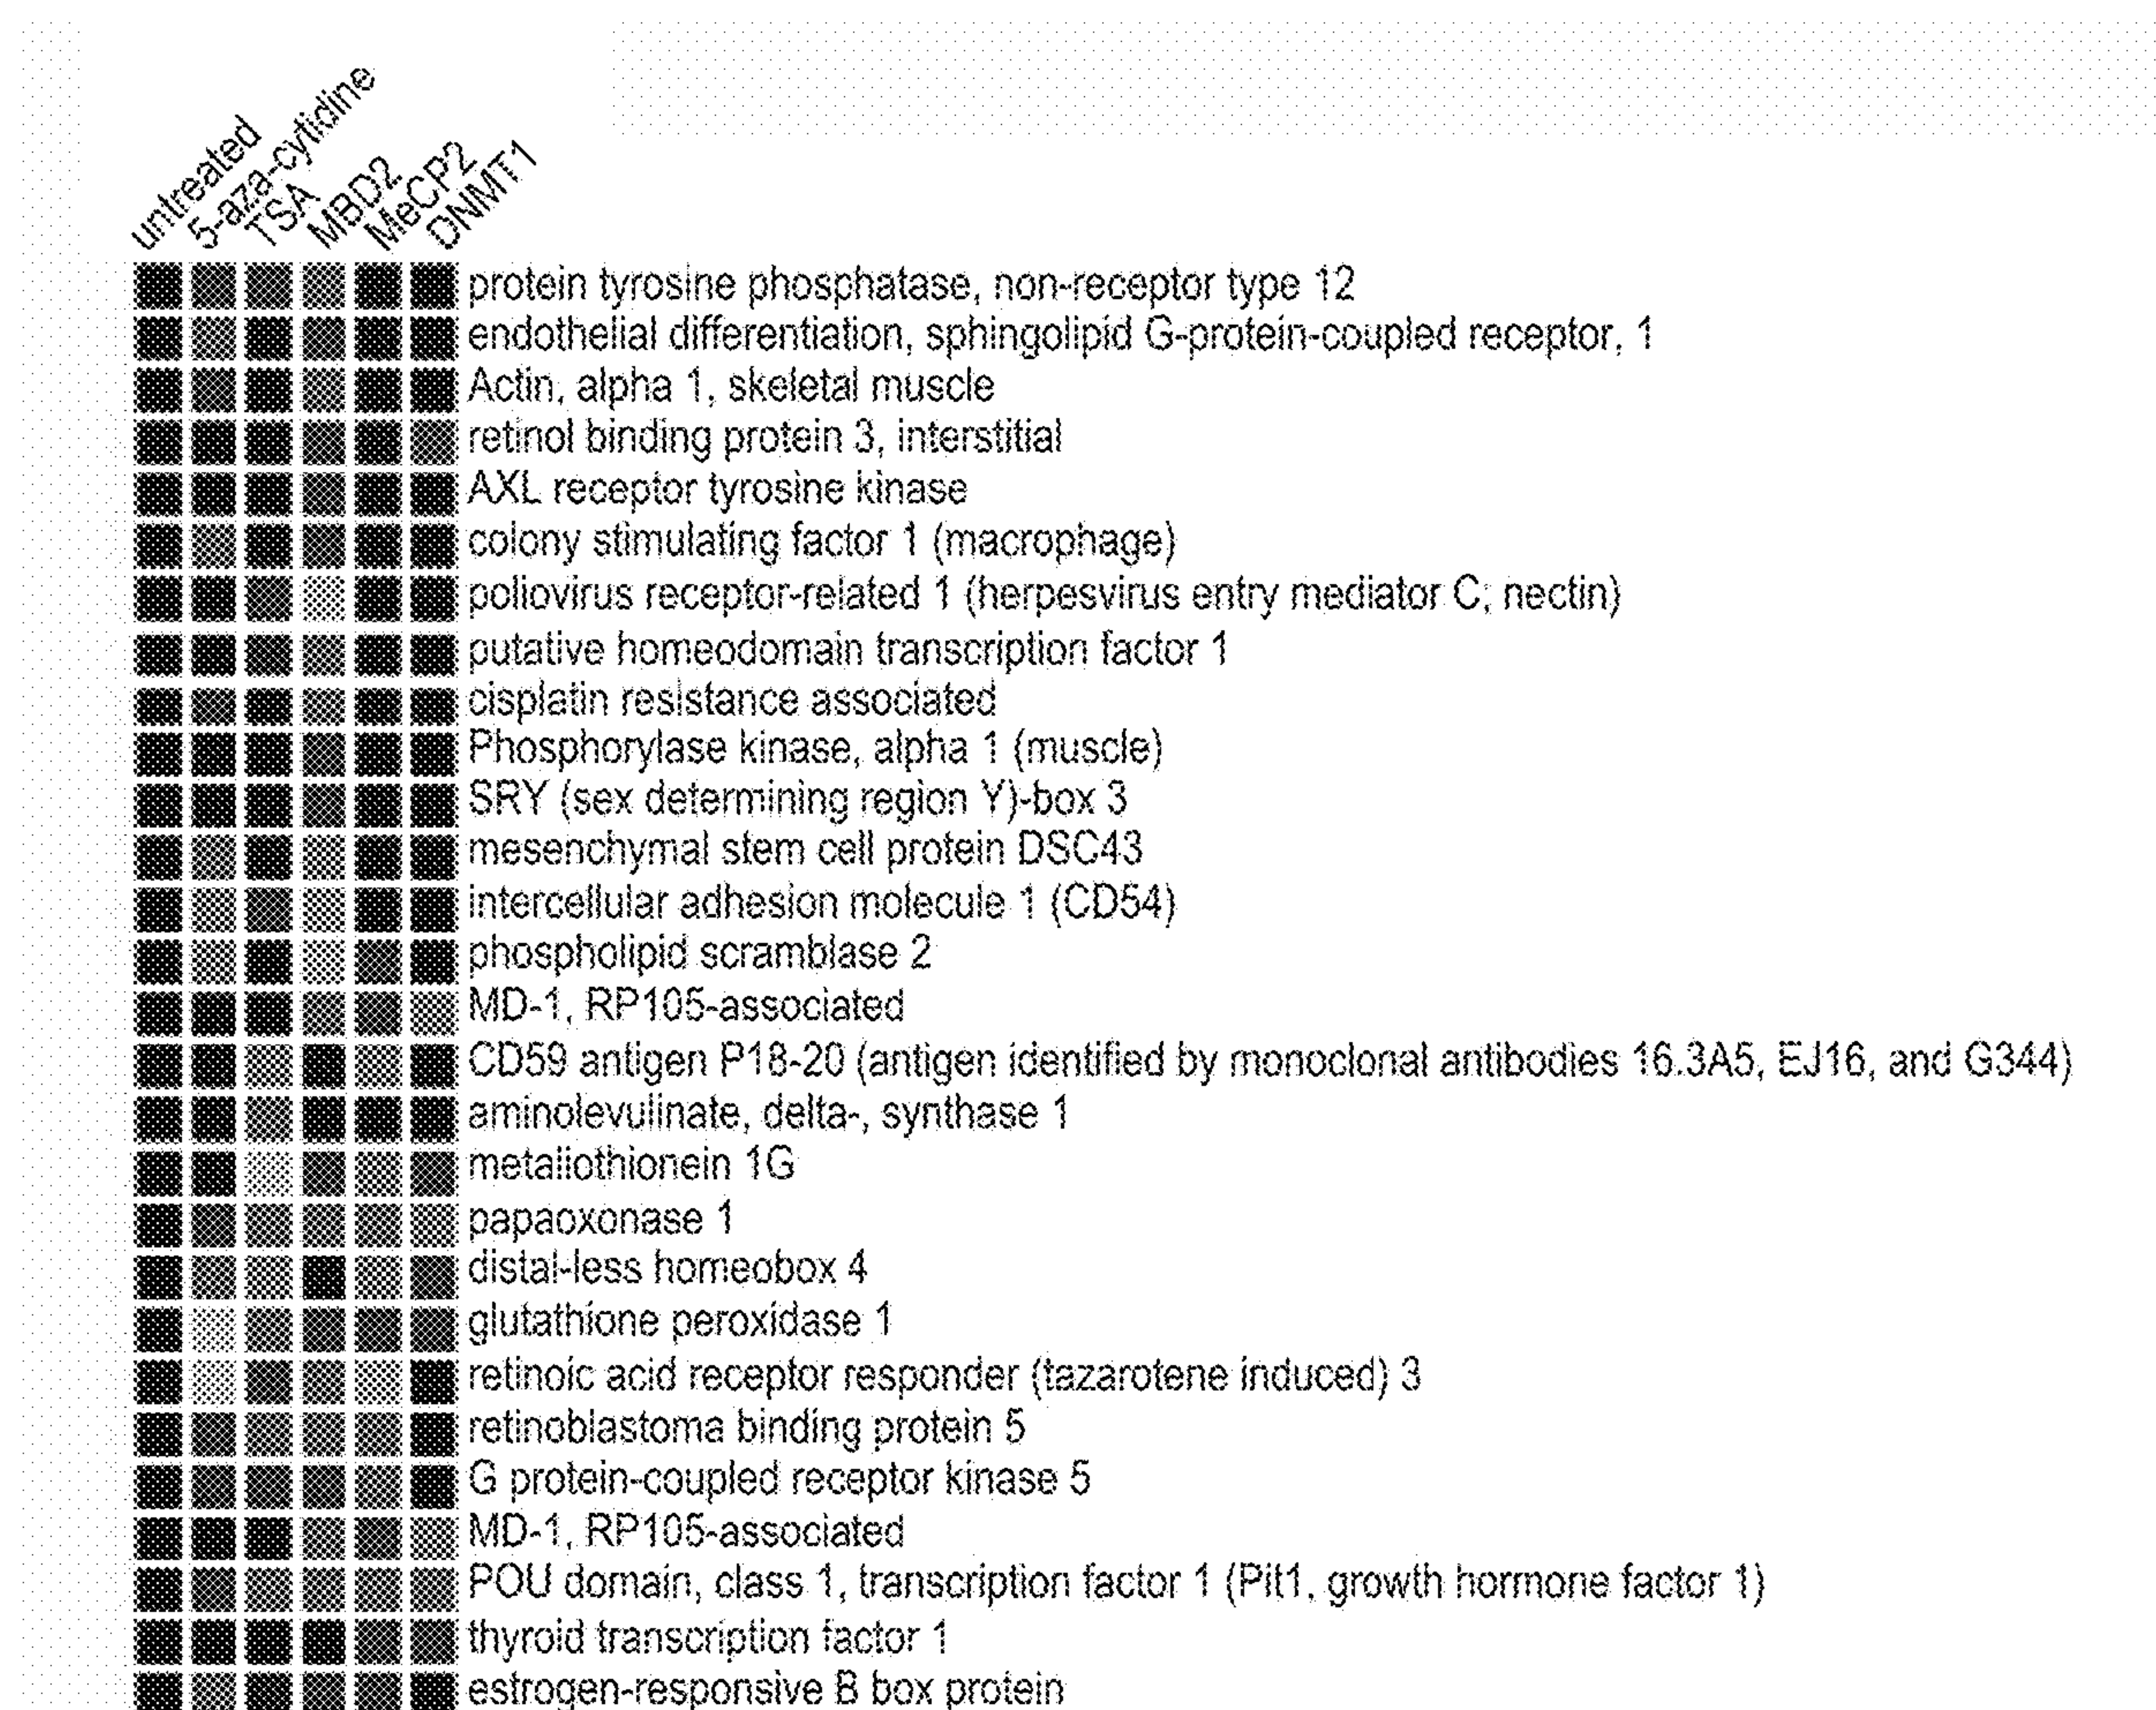 untreated
5-aza-cytidine
TSA
MBD2
MeCP2
DNMT1
protein tyrosine phosphatase, non-receptor type 12
endothelial differentiation, sphingolipid G-protein-coupled receptor, 1
Actin, alpha 1, skeletal muscle
retinol binding protein 3, interstitial
AXL receptor tyrosine kinase
colony stimulating factor 1 (macrophage)
poliovirus receptor-related 1 (herpesvirus entry mediator C; nectin)
putative homeodomain transcription factor 1
cisplatin resistance associated
Phosphorylase kinase, alpha 1 (muscle)
SRY (sex determining region Y)-box 3
mesenchymal stem cell protein DSC43
intercellular adhesion molecule 1 (CD54)
phospholipid scramblase 2
MD-1, RP105-associated
CD59 antigen P18-20 (antigen identified by monoclonal antibodies 16.3A5, EJ16, and G344)
aminolevulinate, delta-, synthase 1
metallothionein 1G
papaoxonase 1
distal-less homeobox 4
glutathione peroxidase 1
retinoic acid receptor responder (tazarotene induced) 3
retinoblastoma binding protein 5
G protein-coupled receptor kinase 5
MD-1, RP105-associated
POU domain, class 1, transcription factor 1 (Pit1, growth hormone factor 1)
thyroid transcription factor 1
estrogen-responsive B box protein